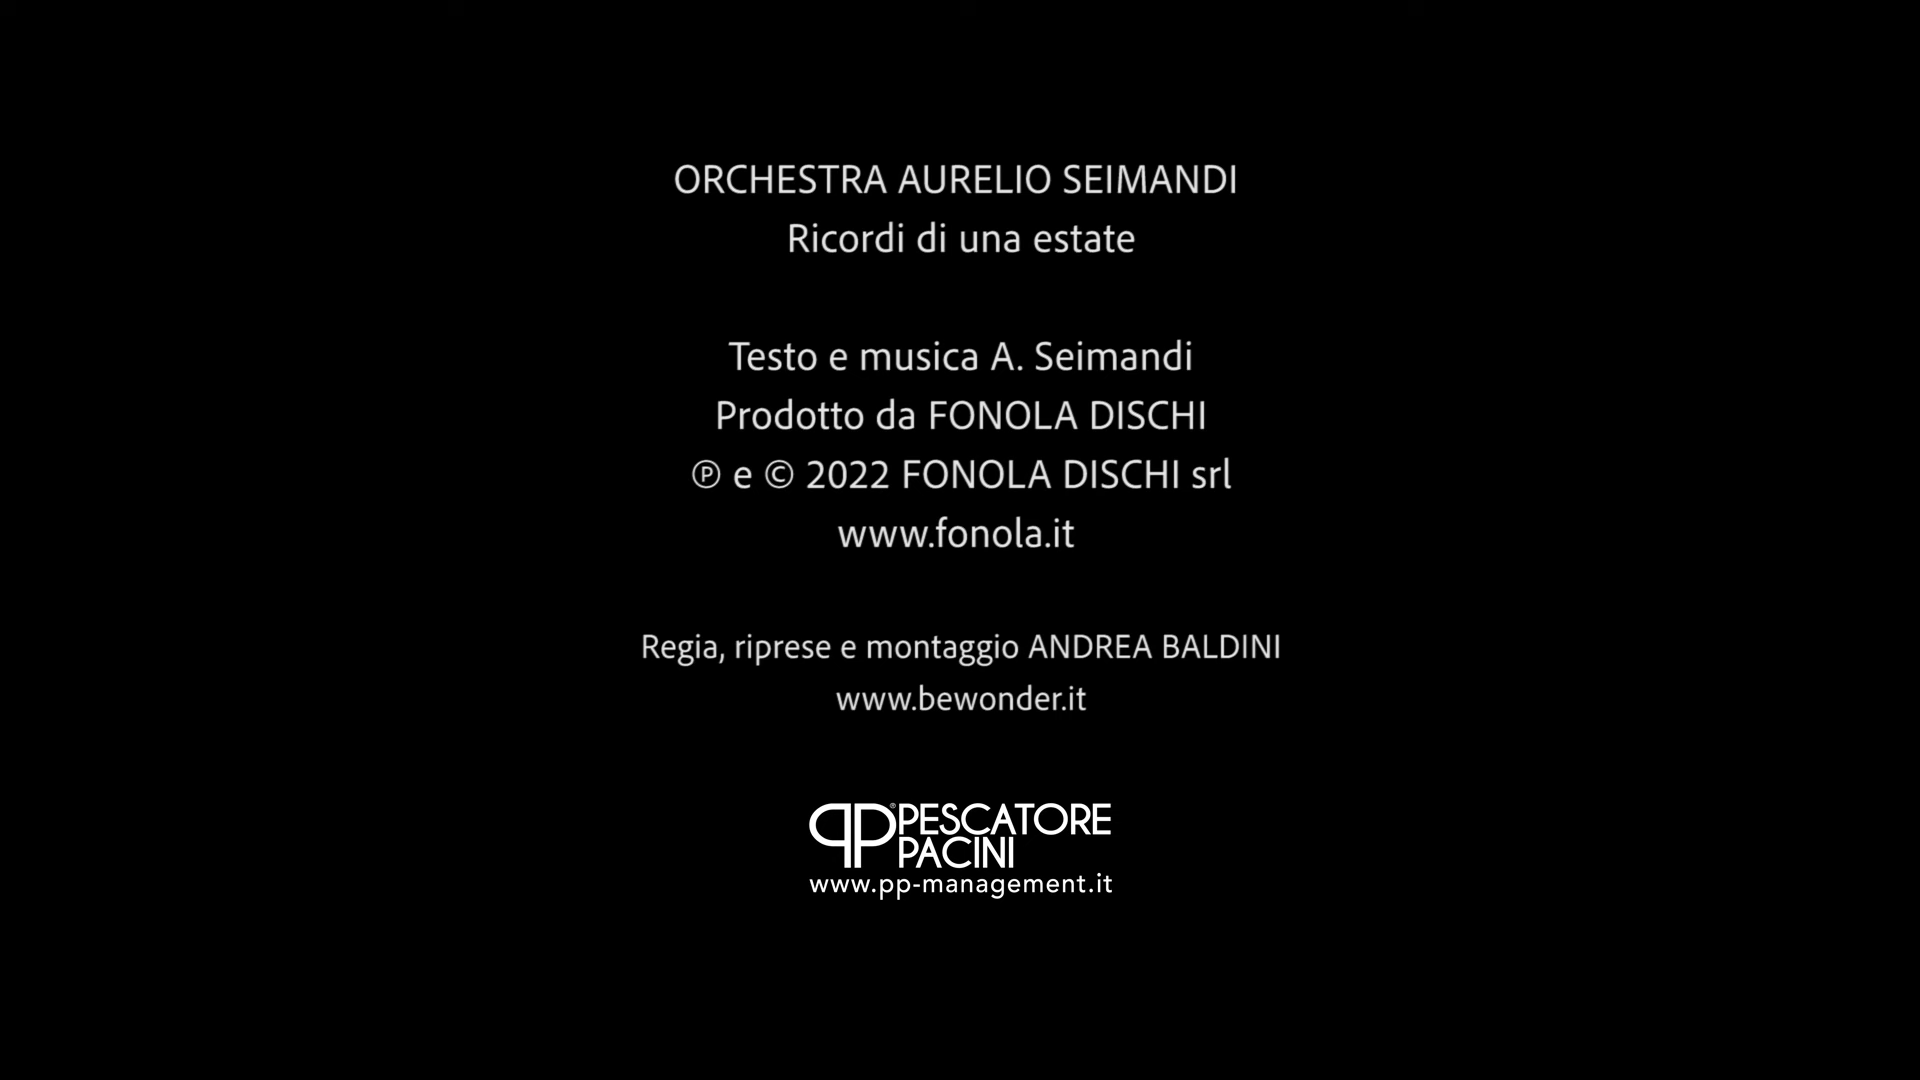 ORCHESTRA AURELIO SEIMANDI
Ricordi di una estate
Testo e musica A. Seimandi
Prodotto da FONOLA DISCHI
℗ e © 2022 FONOLA DISCHI srl
www.fonola.it
Regia, riprese e montaggio ANDREA BALDINI
www.bewonder.it
PP® PESCATORE
PACINI
www.pp-management.it